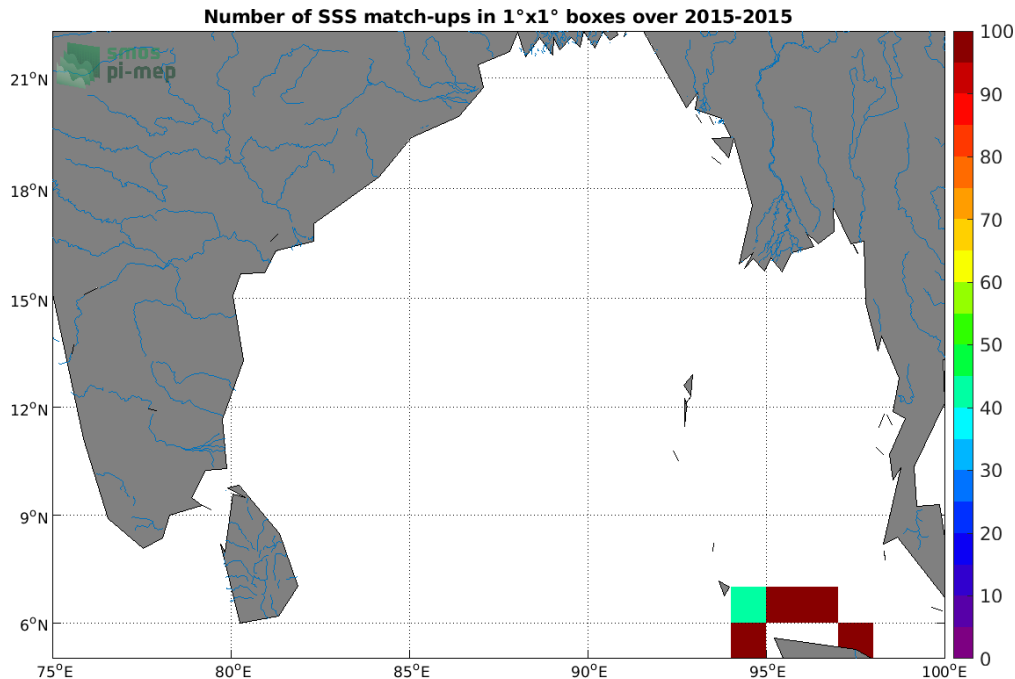 Number of SSS match-ups in 1°x1° boxes over 2015-2015
smos
pi-mep
21°N
18°N
15°N
12°N
9°N
6°N
75°E
80°E
85°E
90°E
95°E
100°E
100
90
80
70
60
50
40
30
20
10
0